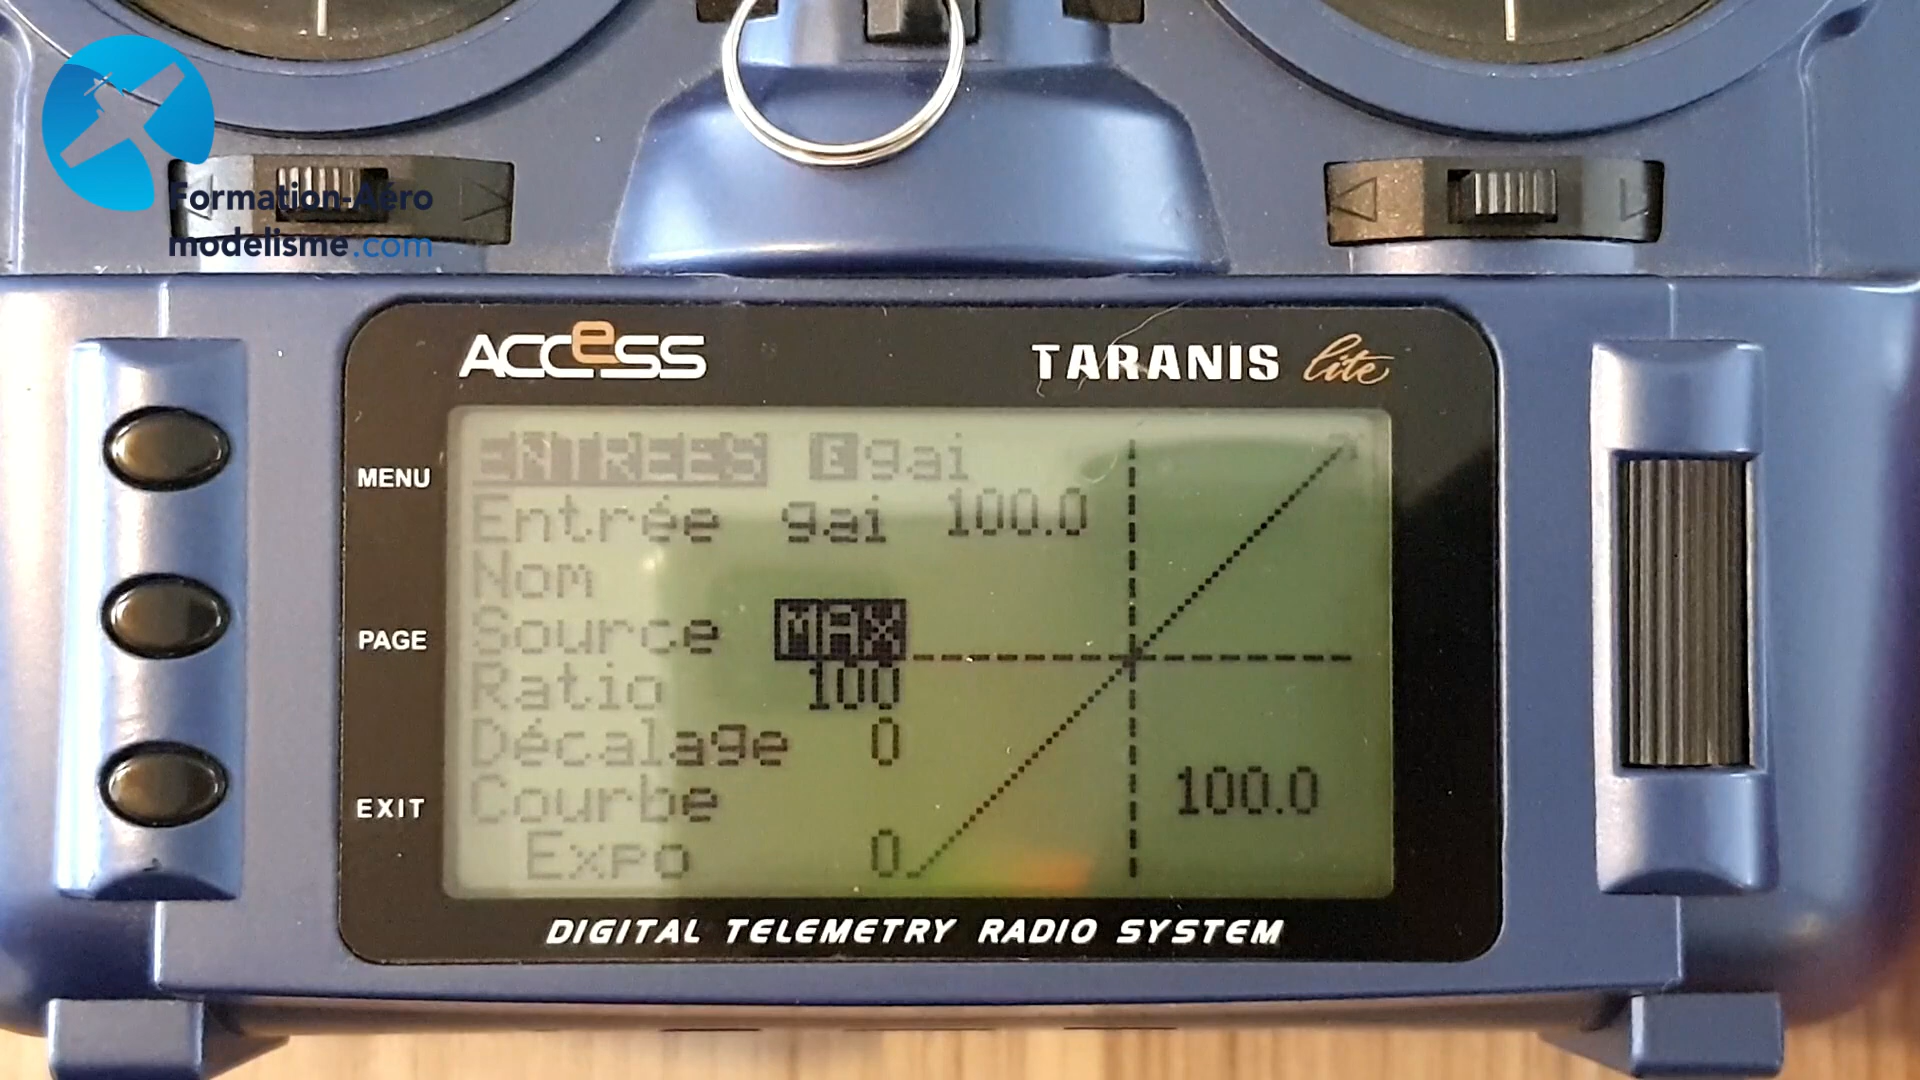 Formation-Aéro
modelisme.com
ACCeSS
TARANIS lite
MENU
PAGE
EXIT
ENTREES Egai
Entrée gai 100.0
Nom
Source MAX
Ratio 100
Décalage 0
Courbe 100.0
Expo 0
DIGITAL TELEMETRY RADIO SYSTEM